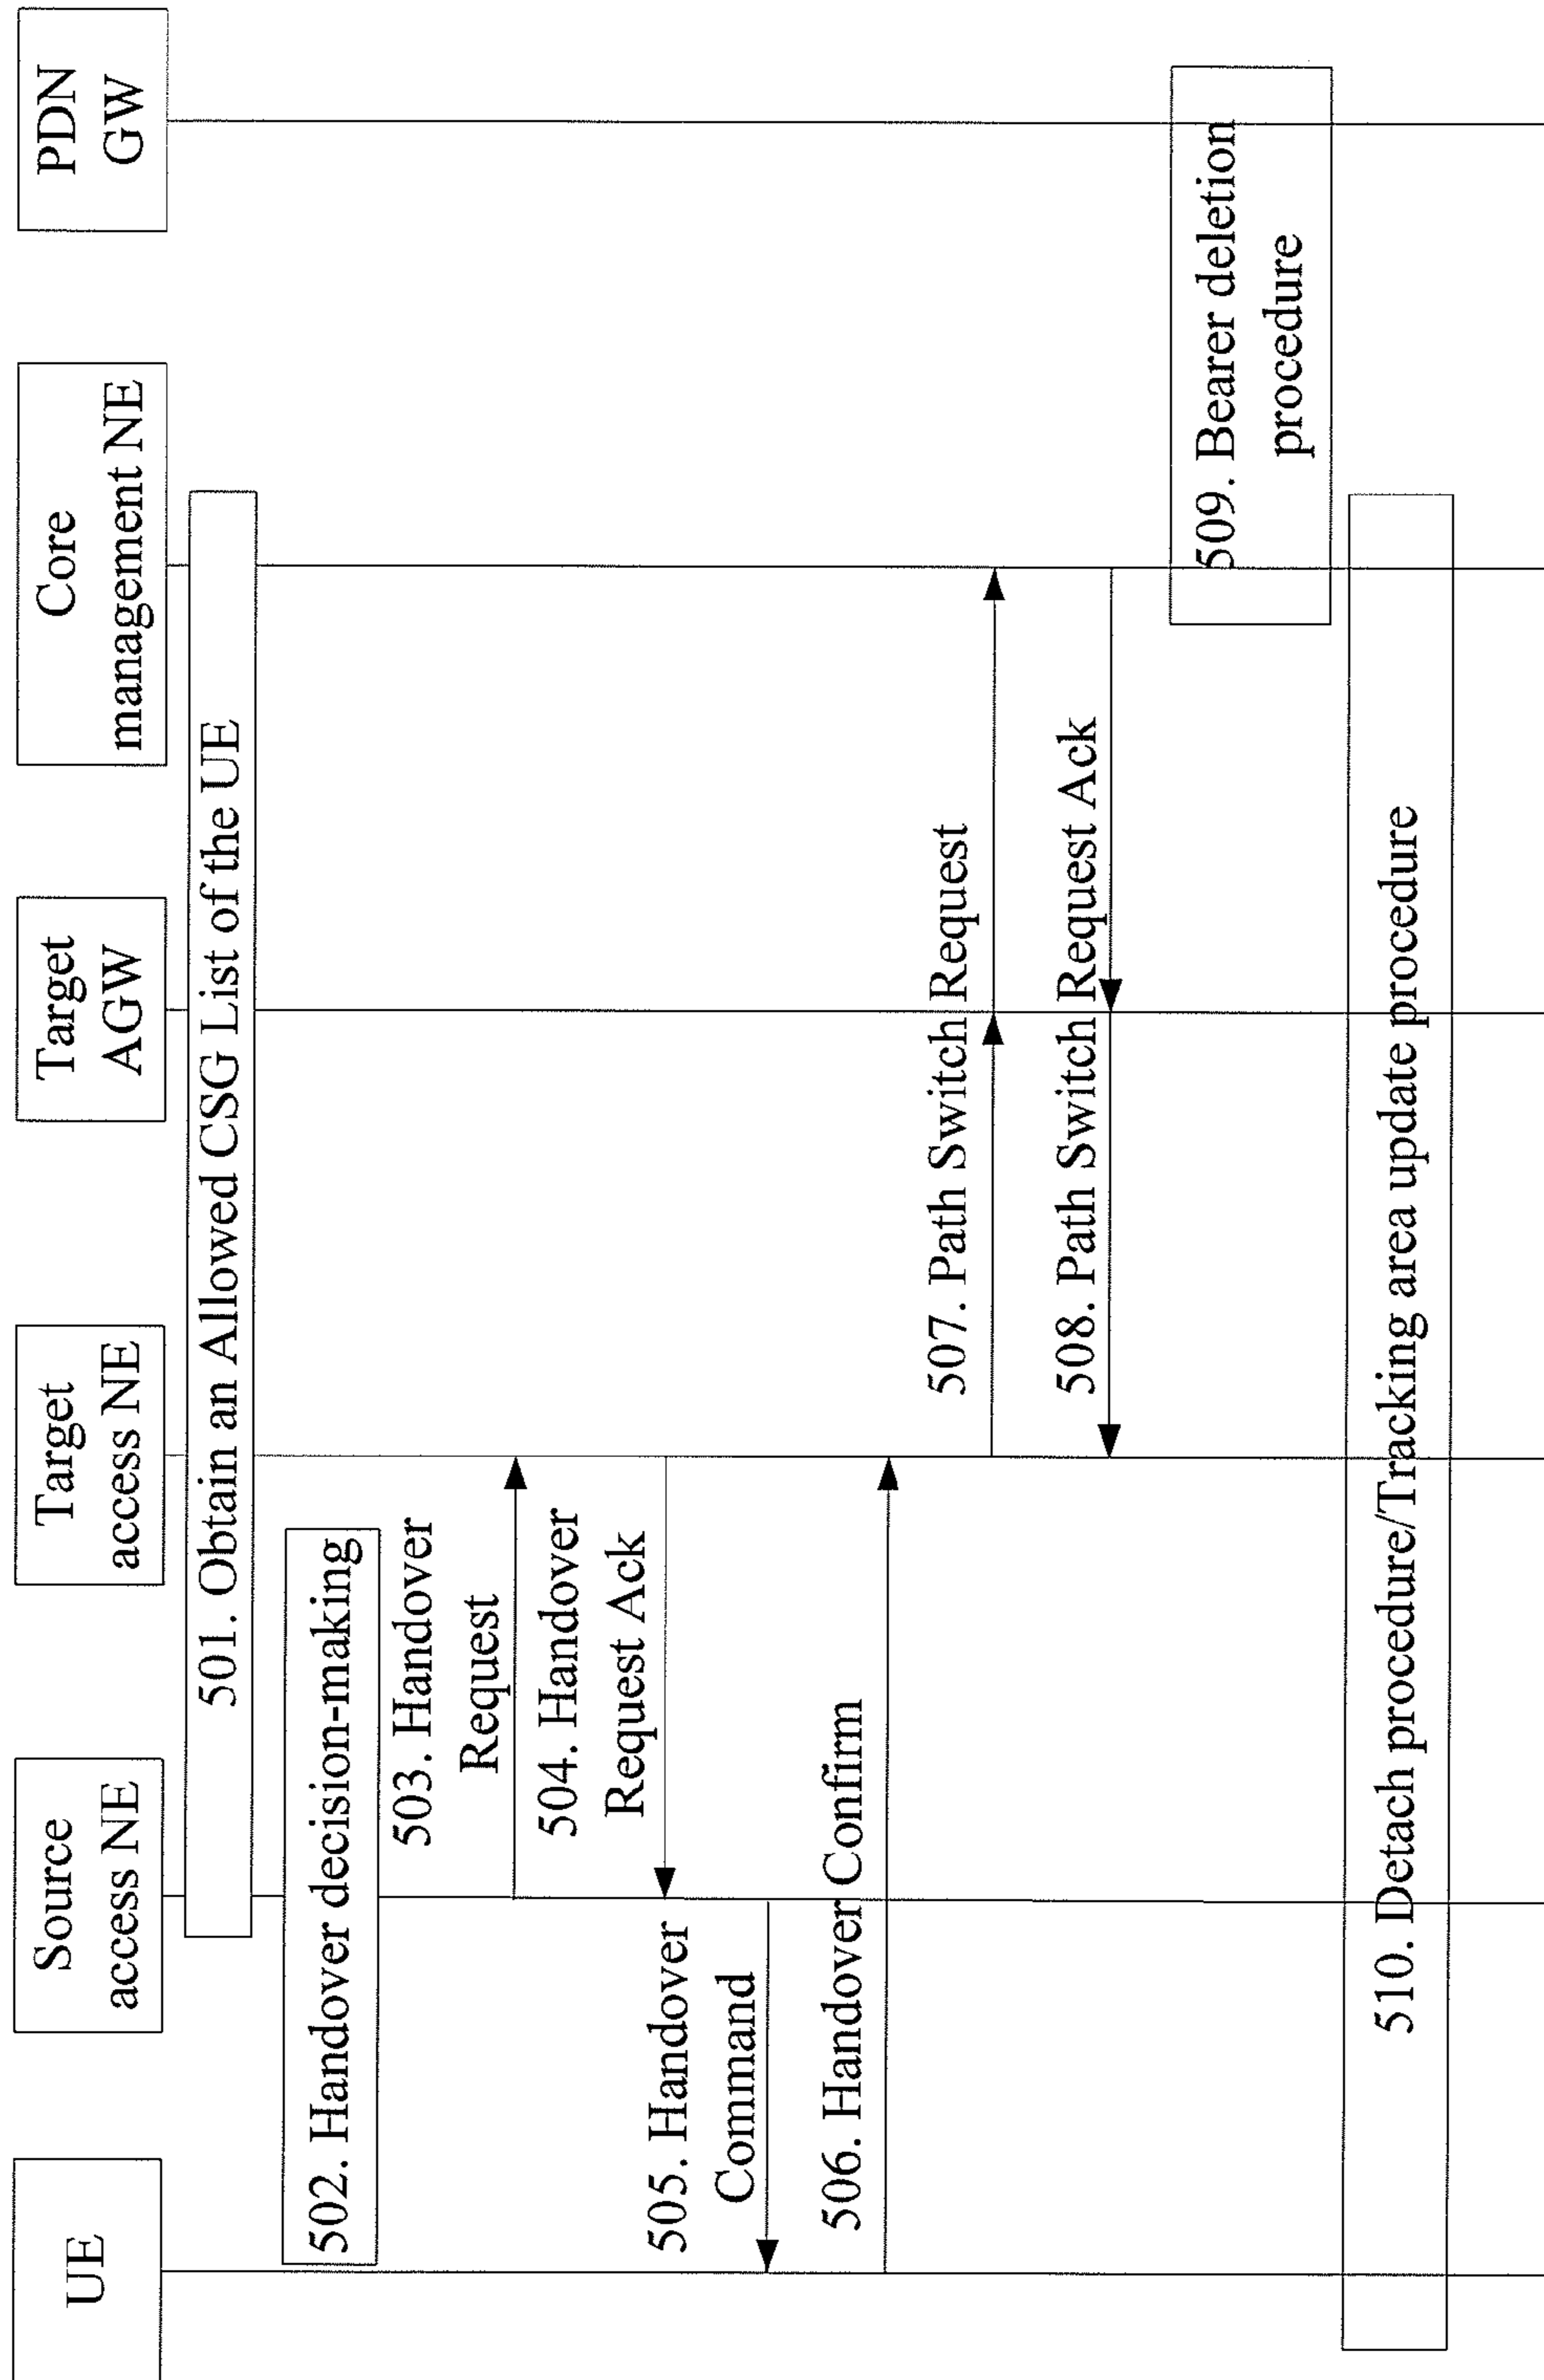 UE
Source
access NE
Target
access NE
Target
AGW
Core
management NE
PDN
GW
501. Obtain an Allowed CSG List of the UE
502. Handover decision-making
503. Handover
Request
504. Handover
Request Ack
505. Handover
Command
506. Handover Confirm
507. Path Switch Request
508. Path Switch Request Ack
509. Bearer deletion
procedure
510. Detach procedure/Tracking area update procedure